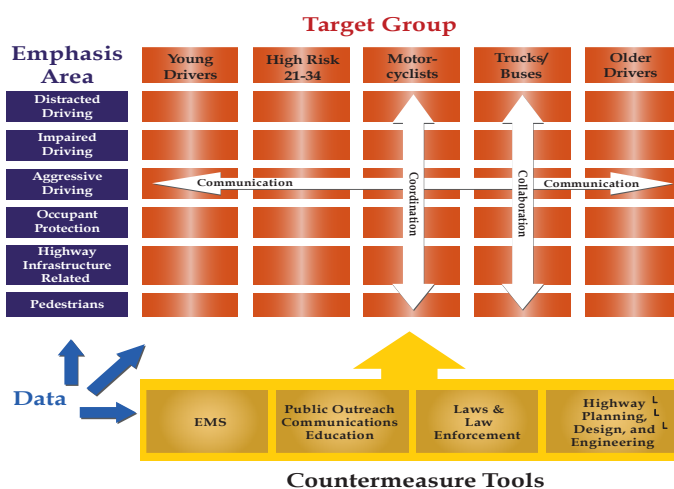 Target Group
Emphasis
Area
Young
Drivers
High Risk
21-34
Motor-
cyclists
Trucks/
Buses
Older
Drivers
Distracted
Driving
Impaired
Driving
Aggressive
Driving
Communication
Communication
Coordination
Collaboration
Occupant
Protection
Highway
Infrastructure
Related
Pedestrians
Data
EMS
Public Outreach
Communications
Education
Laws &
Law
Enforcement
Highway └
Planning, └
Design, and └
Engineering
Countermeasure Tools